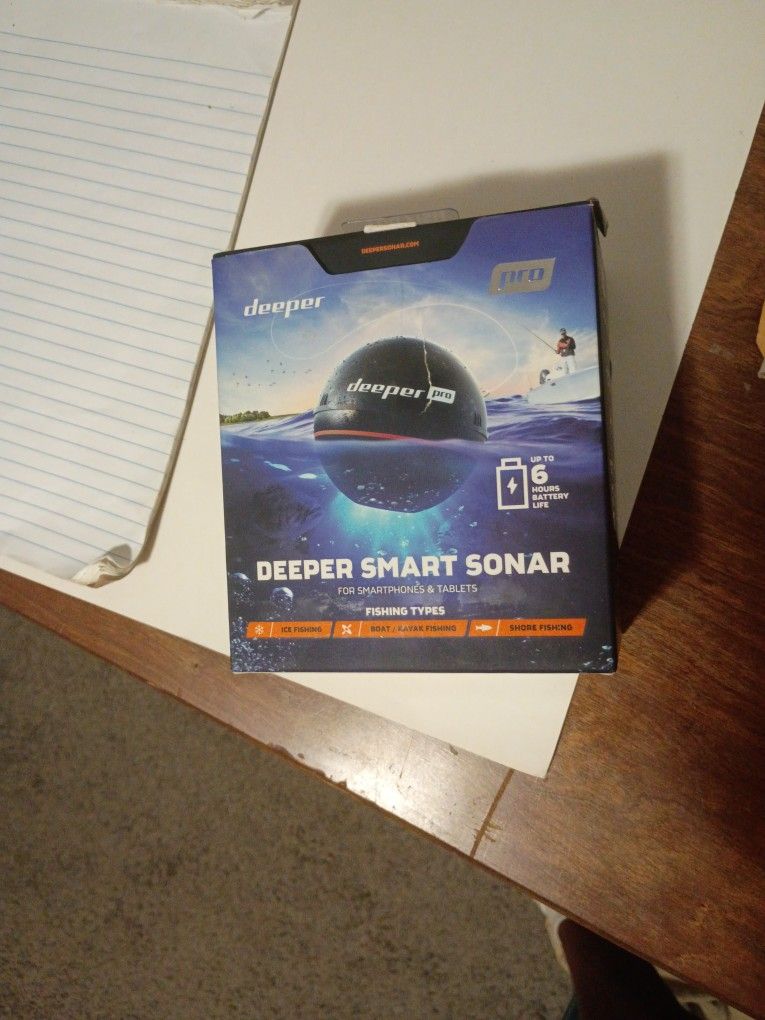 DEEPERSONAR.COM
deeper
pro
deeper pro
UP TO
6
HOURS
BATTERY
LIFE
DEEPER SMART SONAR
FOR SMARTPHONES & TABLETS
FISHING TYPES
ICE FISHING BOAT / KAYAK FISHING SHORE FISHING